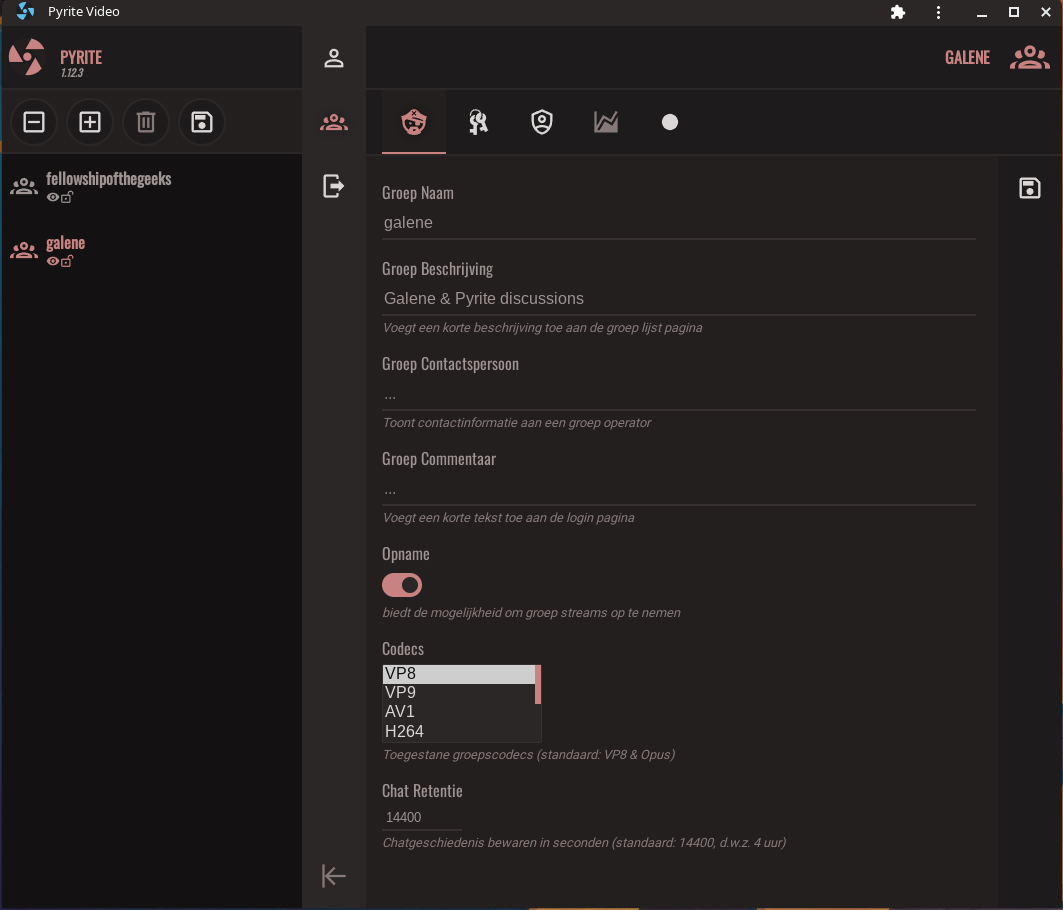 Pyrite Video
PYRITE
1.12.3
GALENE
fellowshipofthegeeks
galene
Groep Naam
galene
Groep Beschrijving
Galene & Pyrite discussions
Voegt een korte beschrijving toe aan de groep lijst pagina
Groep Contactspersoon
...
Toont contactinformatie aan een groep operator
Groep Commentaar
...
Voegt een korte tekst toe aan de login pagina
Opname
biedt de mogelijkheid om groep streams op te nemen
Codecs
VP8
VP9
AV1
H264
Toegestane groepscodecs (standaard: VP8 & Opus)
Chat Retentie
14400
Chatgeschiedenis bewaren in seconden (standaard: 14400, d.w.z. 4 uur)